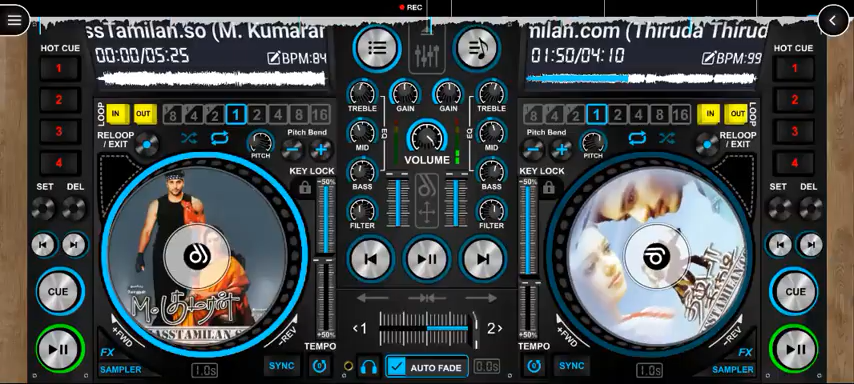 REC
ssTamilan.so (M. Kumaran
00:00/05:25
BPM:84
milan.com (Thiruda Thirud
01:50/04:10
BPM:99
HOT CUE
1
2
3
4
SET DEL
CUE
LOOP
IN OUT
/8 /4 /2 1 2 4 8 16
RELOOP
/ EXIT
PITCH
Pitch Bend
KEY LOCK
-50%
+50%
TEMPO
+FWD
-REV
FX
SAMPLER
1.0s
SYNC
TREBLE
GAIN
GAIN
TREBLE
EQ
MID
VOLUME
MID
EQ
BASS
BASS
FILTER
FILTER
<1
2>
AUTO FADE
0.0s
/8 /4 /2 1 2 4 8 16
IN OUT
LOOP
Pitch Bend
PITCH
RELOOP
/ EXIT
KEY LOCK
-50%
+50%
TEMPO
SYNC
+FWD
-REV
1.0s
FX
SAMPLER
HOT CUE
1
2
3
4
SET DEL
CUE
குமரன்
MASSTAMILAN.S